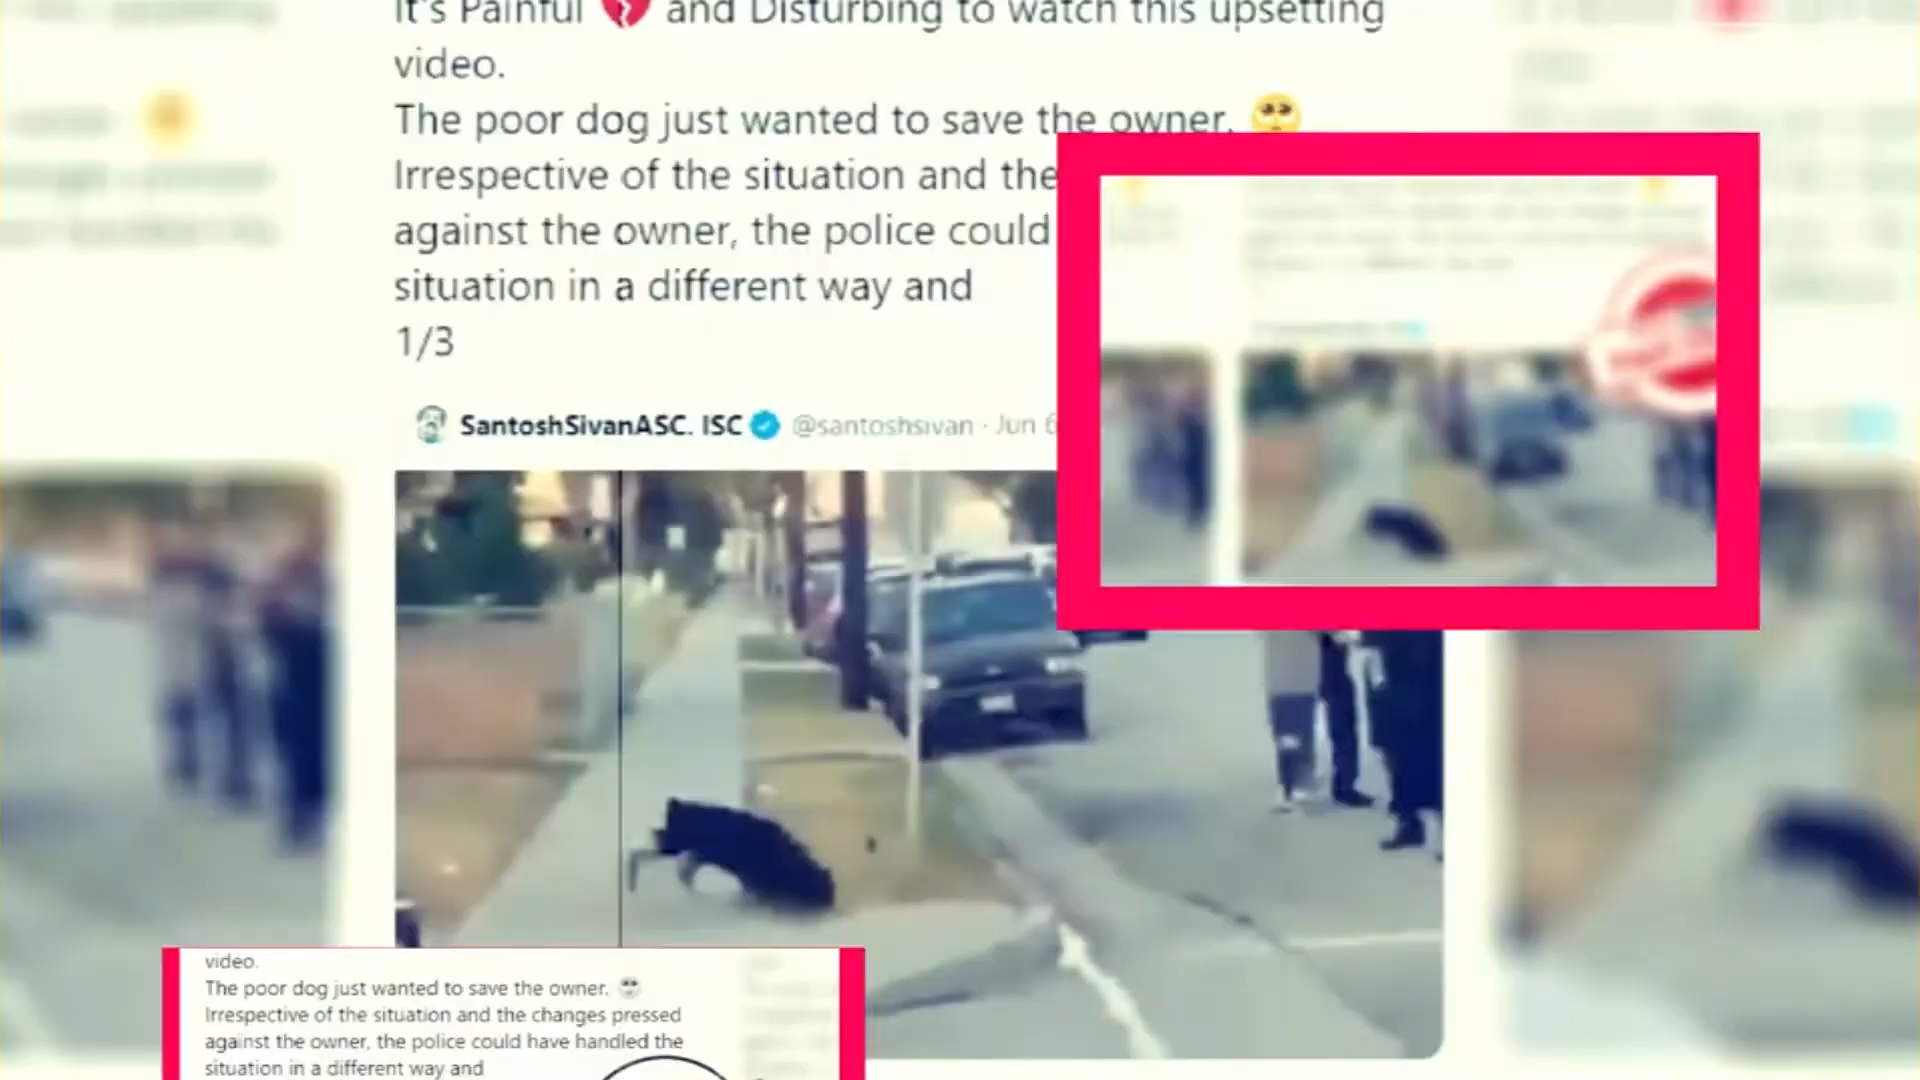 It's Painful 💔 and Disturbing to watch this upsetting
video.
The poor dog just wanted to save the owner. 🥺
Irrespective of the situation and the
against the owner, the police could
situation in a different way and
1/3
SantoshSivanASC. ISC @santoshsivan · Jun 6
video.
The poor dog just wanted to save the owner. 🥺
Irrespective of the situation and the changes pressed
against the owner, the police could have handled the
situation in a different way and